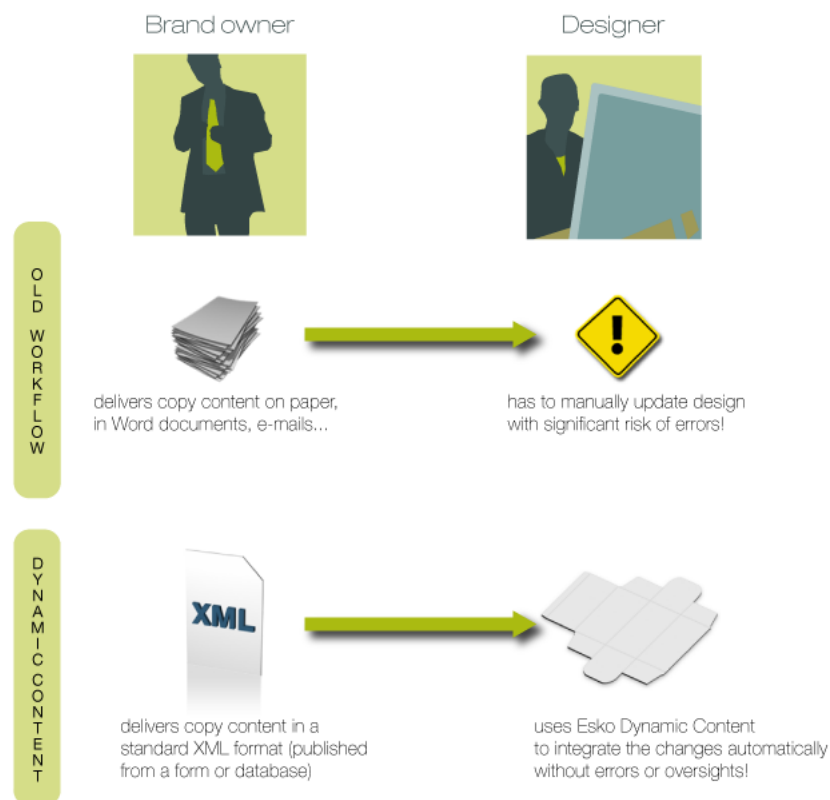 Brand owner
Designer
OLD WORKFLOW
delivers copy content on paper,
in Word documents, e-mails...
has to manually update design
with significant risk of errors!
DYNAMIC CONTENT
XML
delivers copy content in a
standard XML format (published
from a form or database)
uses Esko Dynamic Content
to integrate the changes automatically
without errors or oversights!